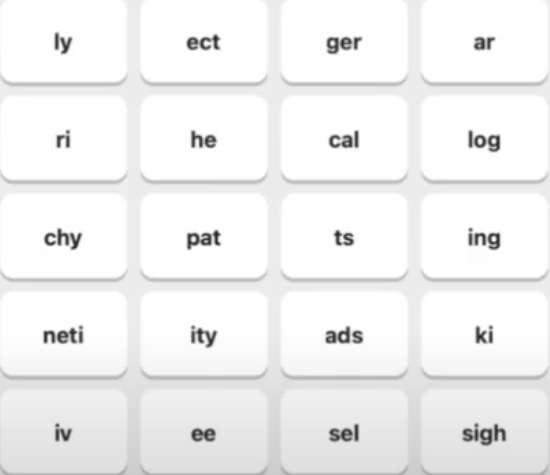 ly ect ger ar
ri he cal log
chy pat ts ing
neti ity ads ki
iv ee sel sigh